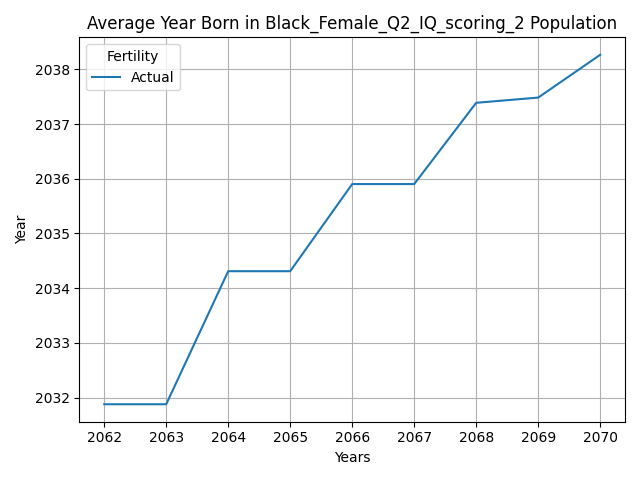 Average Year Born in Black_Female_Q2_IQ_scoring_2 Population
Fertility
Actual
2038
2037
2036
2035
2034
2033
2032
Year
2062 2063 2064 2065 2066 2067 2068 2069 2070
Years